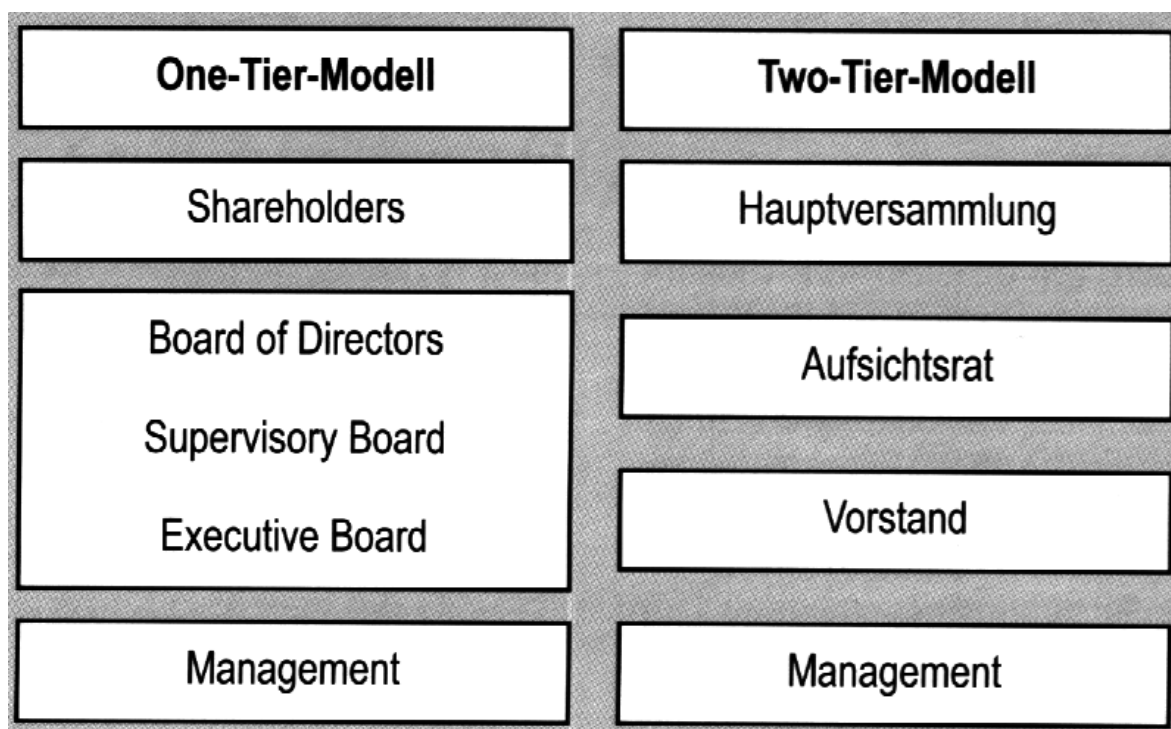 One-Tier-Modell
Shareholders
Board of Directors
Supervisory Board
Executive Board
Management
Two-Tier-Modell
Hauptversammlung
Aufsichtsrat
Vorstand
Management